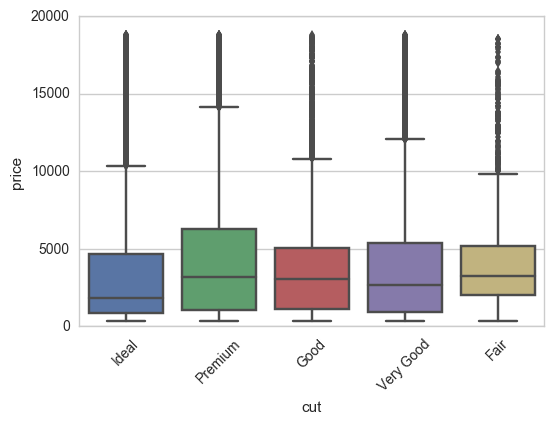 20000
15000
10000
5000
0
price
Ideal
Premium
Good
Very Good
Fair
cut